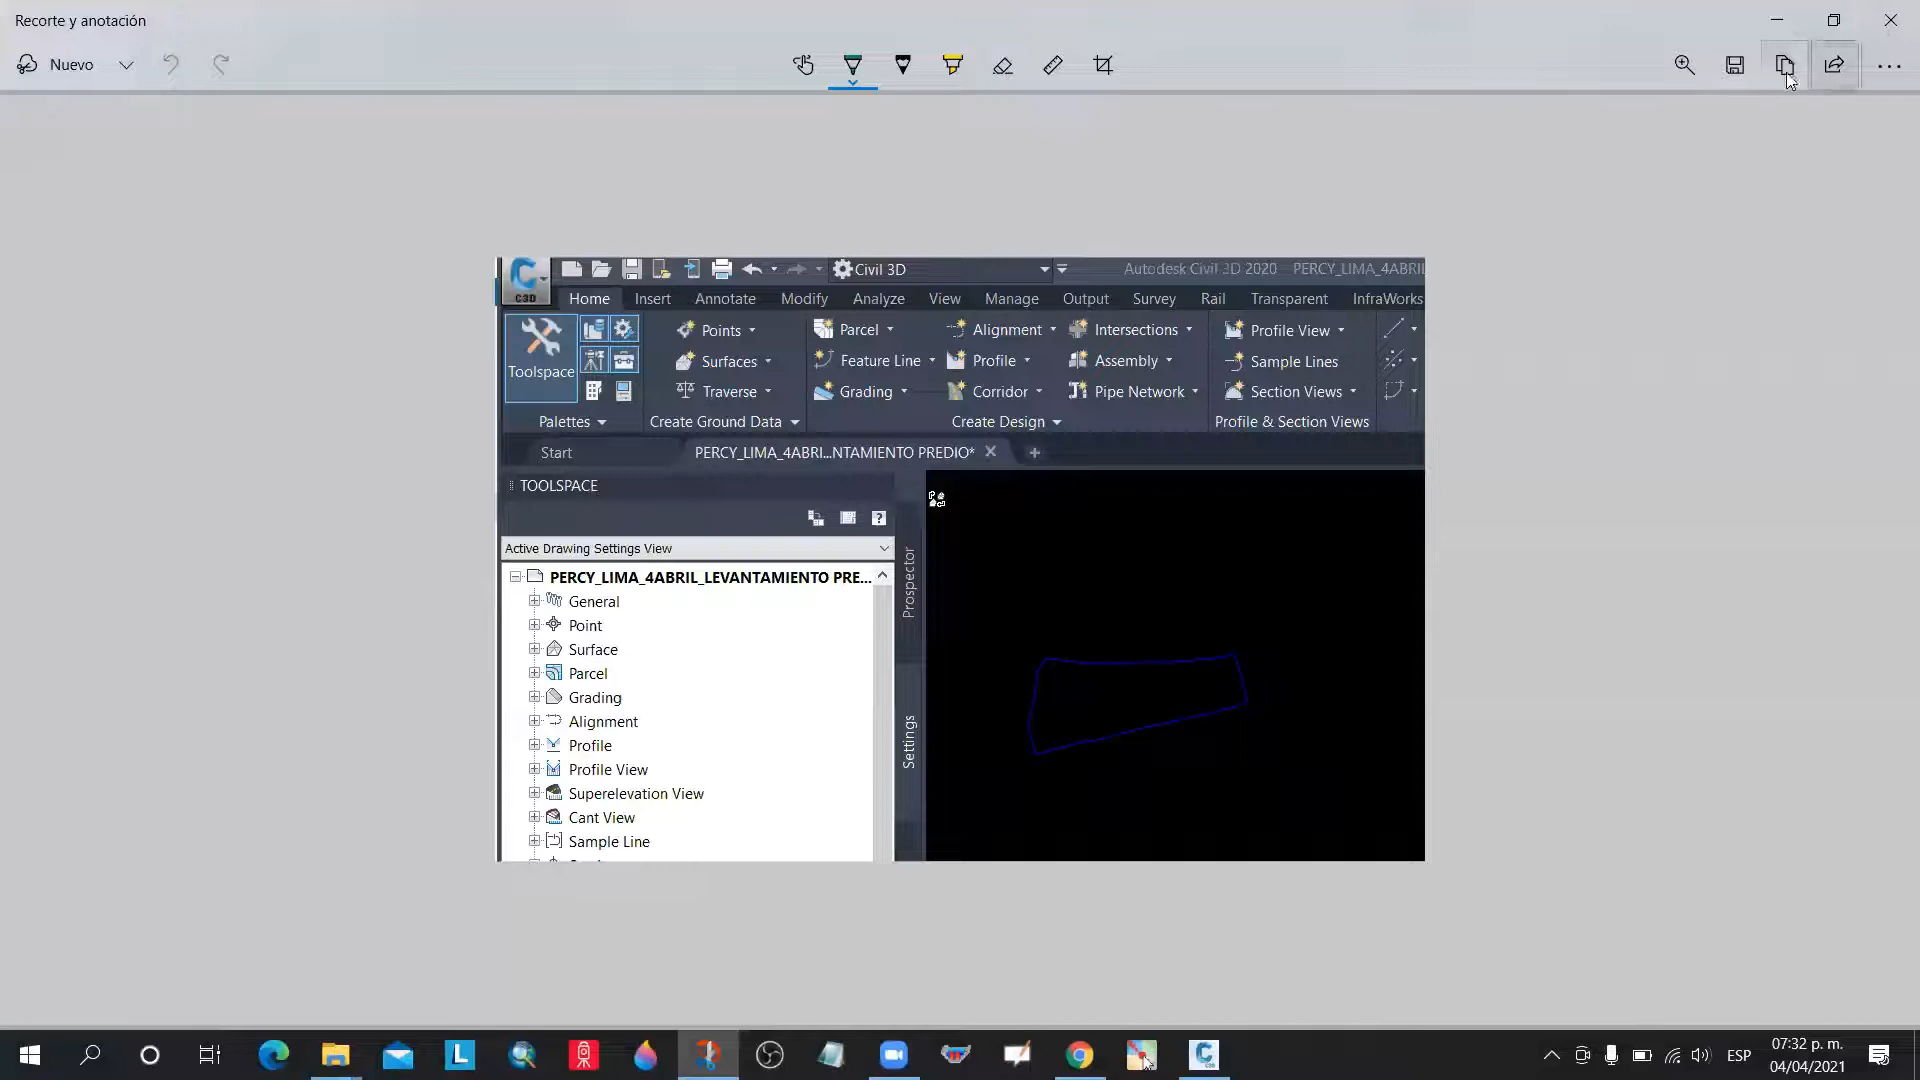 Recorte y anotación
Nuevo
Civil 3D
Autodesk Civil 3D 2020 PERCY_LIMA_4ABRIL
C3D
Home Insert Annotate Modify Analyze View Manage Output Survey Rail Transparent InfraWorks
Toolspace
Points Parcel Alignment Intersections Profile View
Surfaces Feature Line Profile Assembly Sample Lines
Traverse Grading Corridor Pipe Network Section Views
Palettes Create Ground Data Create Design Profile & Section Views
Start PERCY_LIMA_4ABRI...NTAMIENTO PREDIO*
TOOLSPACE
Active Drawing Settings View
PERCY_LIMA_4ABRIL_LEVANTAMIENTO PRE...
General
Point
Surface
Parcel
Grading
Alignment
Profile
Profile View
Superelevation View
Cant View
Sample Line
Prospector
Settings
ESP
07:32 p. m.
04/04/2021